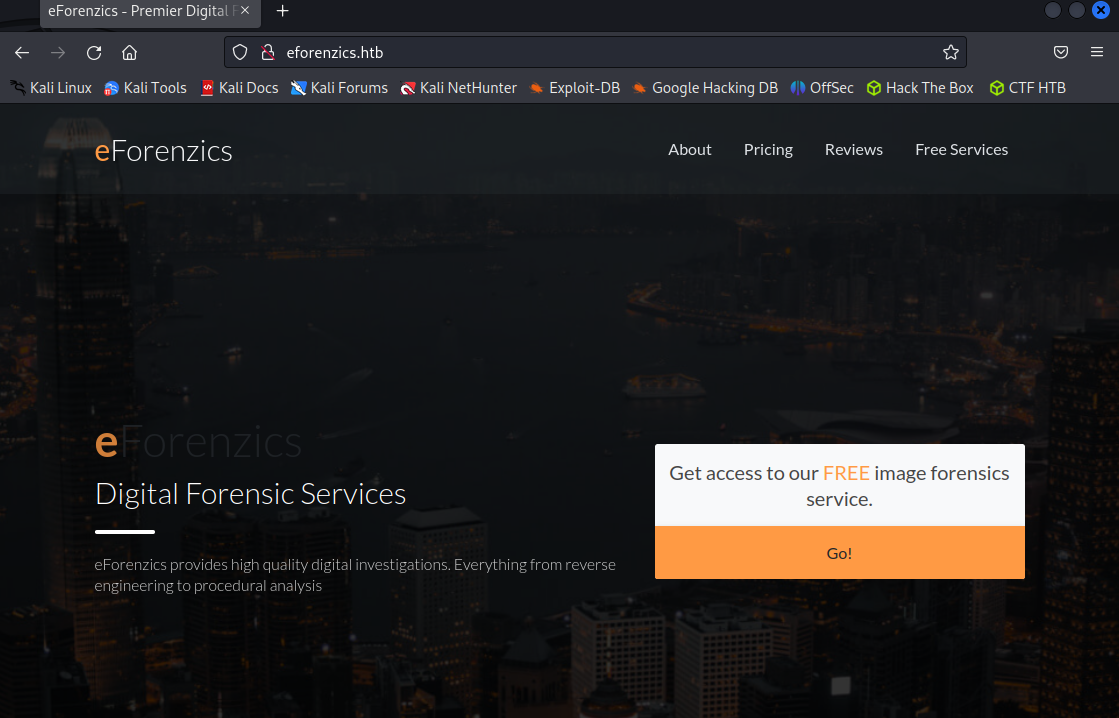 eForenzics - Premier Digital F
eforenzics.htb
Kali Linux Kali Tools Kali Docs Kali Forums Kali NetHunter Exploit-DB Google Hacking DB OffSec Hack The Box CTF HTB
eForenzics About Pricing Reviews Free Services
eForenzics
Digital Forensic Services
eForenzics provides high quality digital investigations. Everything from reverse
engineering to procedural analysis
Get access to our FREE image forensics
service.
Go!